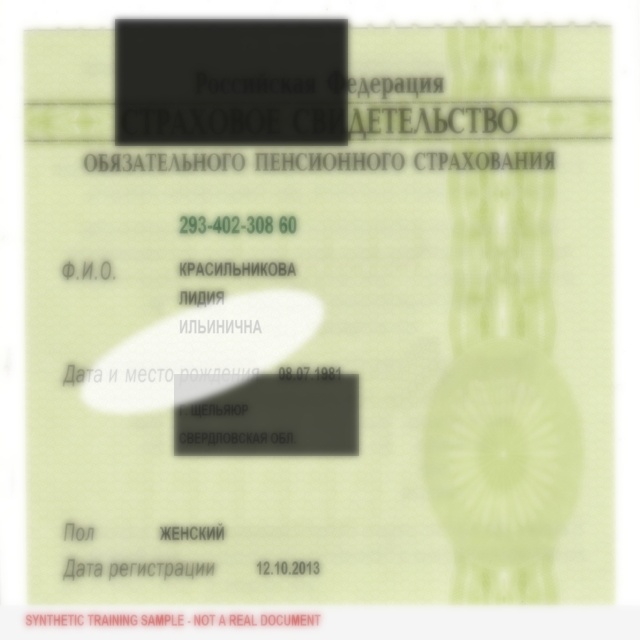 Российская Федерация
СТРАХОВОЕ СВИДЕТЕЛЬСТВО
ОБЯЗАТЕЛЬНОГО ПЕНСИОННОГО СТРАХОВАНИЯ
293-402-308 60
Ф.И.О. КРАСИЛЬНИКОВА
ЛИДИЯ
ИЛЬИНИЧНА
Дата и место рождения 08.07.1981
Г. ЩЕЛЬЯЮР
СВЕРДЛОВСКАЯ ОБЛ.
Пол ЖЕНСКИЙ
Дата регистрации 12.10.2013
SYNTHETIC TRAINING SAMPLE - NOT A REAL DOCUMENT